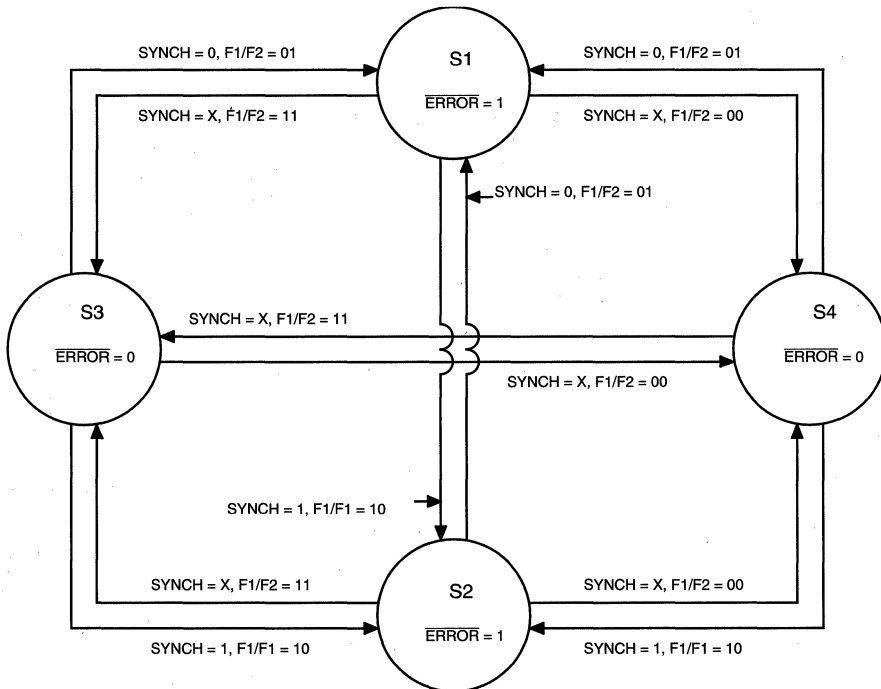 SYNCH = 0, F1/F2 = 01
S1
SYNCH = 0, F1/F2 = 01
ERROR = 1
SYNCH = X, F1/F2 = 11
SYNCH = X, F1/F2 = 00
SYNCH = 0, F1/F2 = 01
S3
SYNCH = X, F1/F2 = 11
S4
ERROR = 0
ERROR = 0
SYNCH = X, F1/F2 = 00
SYNCH = 1, F1/F1 = 10
SYNCH = X, F1/F2 = 11
S2
SYNCH = X, F1/F2 = 00
ERROR = 1
SYNCH = 1, F1/F1 = 10
SYNCH = 1, F1/F1 = 10